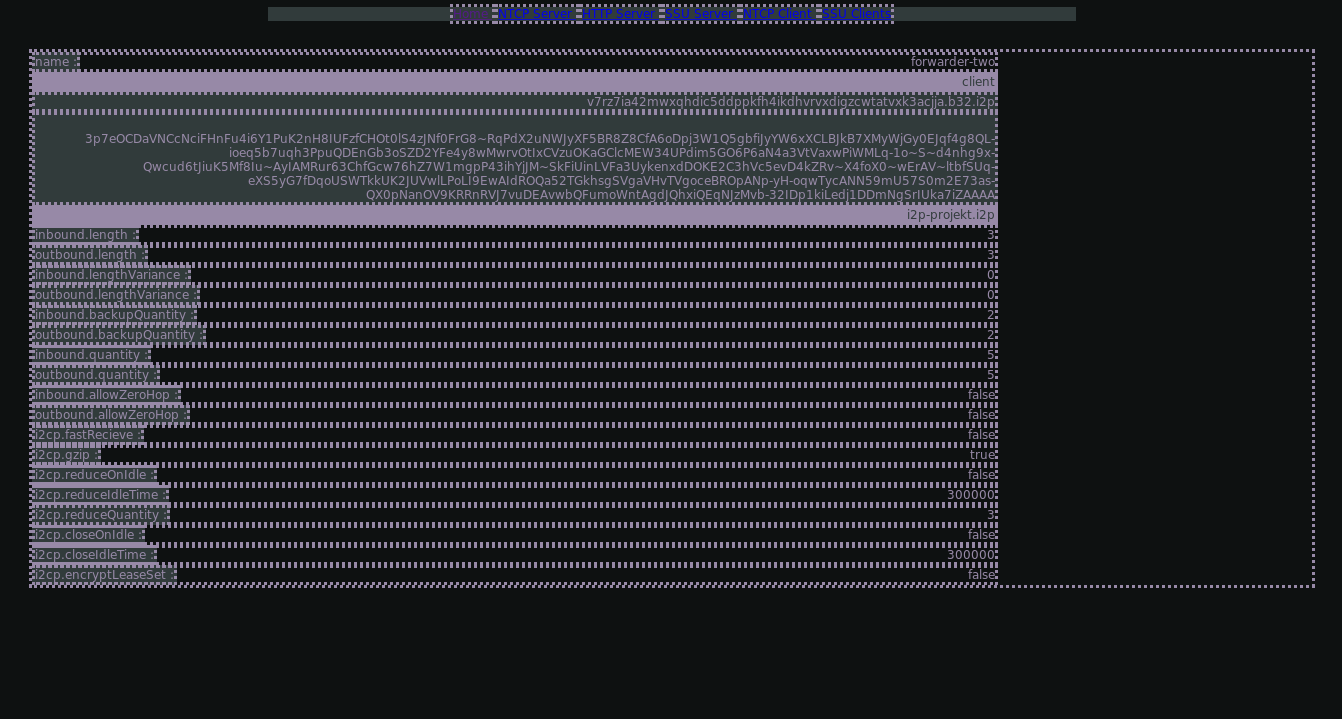 NTCP Server HTTP Server SSU Server NTCP Client SSU Cliente
name : forwarder-two
client
v7rz7ia42mwxqhdic5ddppkfh4ikdhvrvxdigzcwtatvxk3acjja.b32.i2p
3p7eOCDaVNCcNciFHnFu4i6Y1PuK2nH8IUFzfCHOt0lS4zJNf0FrG8~RqPdX2uNWJyXF5BR8Z8CfA6oDpj3W1Q5gbfiJyYW6xXCLBJkB7XMyWjGy0EJqf4g8QL-
ioeq5b7uqh3PpuQDEnGb3oSZD2YFe4y8wMwrvOtIxCVzuOKaGClcMEW34UPdim5GO6P6aN4a3VtVaxwPiWMLq-1o~S~d4nhg9x-
Qwcud6tJiuK5Mf8Iu~AyIAMRur63ChfGcw76hZ7W1mgpP43ihYjJM~SkFiUinLVFa3UykenxdDOKE2C3hVc5evD4kZRv~X4foX0~wErAV~ltbfSUq-
eXS5yG7fDqoUSWTkkUK2JUVwlLPoLI9EwAIdROQa52TGkhsgSVgaVHvTVgoceBROpANp-yH-oqwTycANN59mU57S0m2E73as-
QX0pNanOV9KRRnRVJ7vuDEAvwbQFumoWntAgdJQhxiQEqNJzMvb-32IDp1kiLedj1DDmNgSrIUka7iZAAAA
i2p-projekt.i2p
inbound.length : 3
outbound.length : 3
inbound.lengthVariance : 0
outbound.lengthVariance : 0
inbound.backupQuantity : 2
outbound.backupQuantity : 2
inbound.quantity : 5
outbound.quantity : 5
inbound.allowZeroHop : false
outbound.allowZeroHop : false
i2cp.fastRecieve : false
i2cp.gzip : true
i2cp.reduceOnIdle : false
i2cp.reduceIdleTime : 300000
i2cp.reduceQuantity : 3
i2cp.closeOnIdle : false
i2cp.closeIdleTime : 300000
i2cp.encryptLeaseSet : false